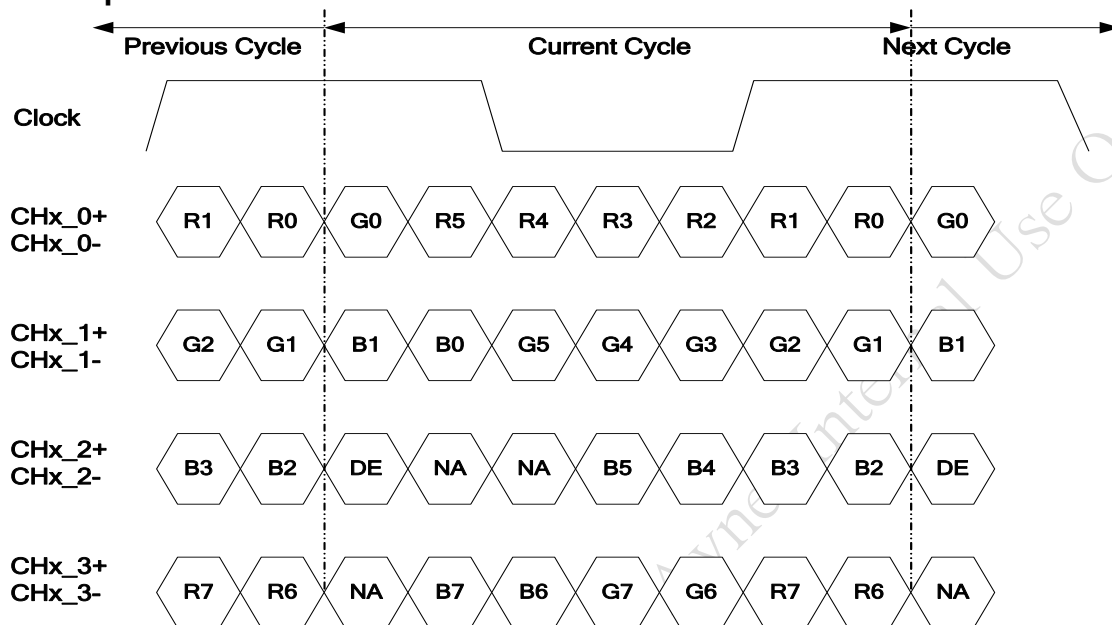 Previous Cycle Current Cycle Next Cycle
Clock
CHx_0+
CHx_0-
R1 R0 G0 R5 R4 R3 R2 R1 R0 G0
CHx_1+
CHx_1-
G2 G1 B1 B0 G5 G4 G3 G2 G1 B1
CHx_2+
CHx_2-
B3 B2 DE NA NA B5 B4 B3 B2 DE
CHx_3+
CHx_3-
R7 R6 NA B7 B6 G7 G6 R7 R6 NA
Internal Use